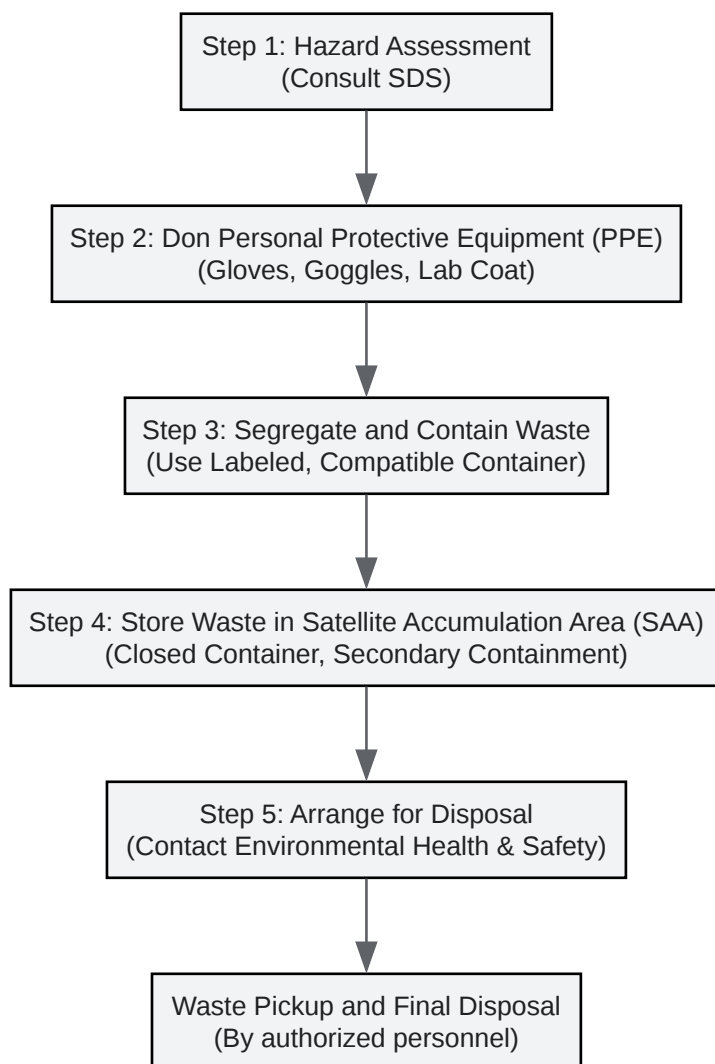 Step 1: Hazard Assessment
(Consult SDS)
Step 2: Don Personal Protective Equipment (PPE)
(Gloves, Goggles, Lab Coat)
Step 3: Segregate and Contain Waste
(Use Labeled, Compatible Container)
Step 4: Store Waste in Satellite Accumulation Area (SAA)
(Closed Container, Secondary Containment)
Step 5: Arrange for Disposal
(Contact Environmental Health & Safety)
Waste Pickup and Final Disposal
(By authorized personnel)